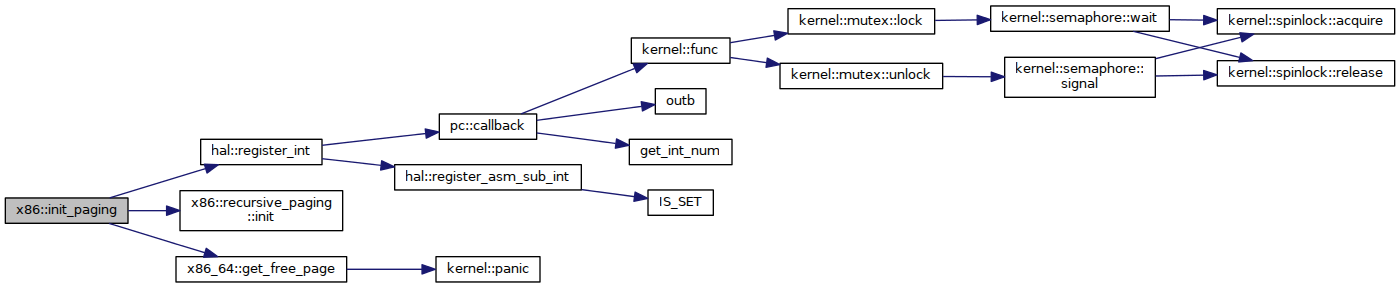 x86::init_paging
hal::register_int
x86::recursive_paging
::init
x86_64::get_free_page
pc::callback
hal::register_asm_sub_int
kernel::panic
kernel::func
outb
get_int_num
IS_SET
kernel::mutex::lock
kernel::mutex::unlock
kernel::semaphore::wait
kernel::semaphore::
signal
kernel::spinlock::acquire
kernel::spinlock::release